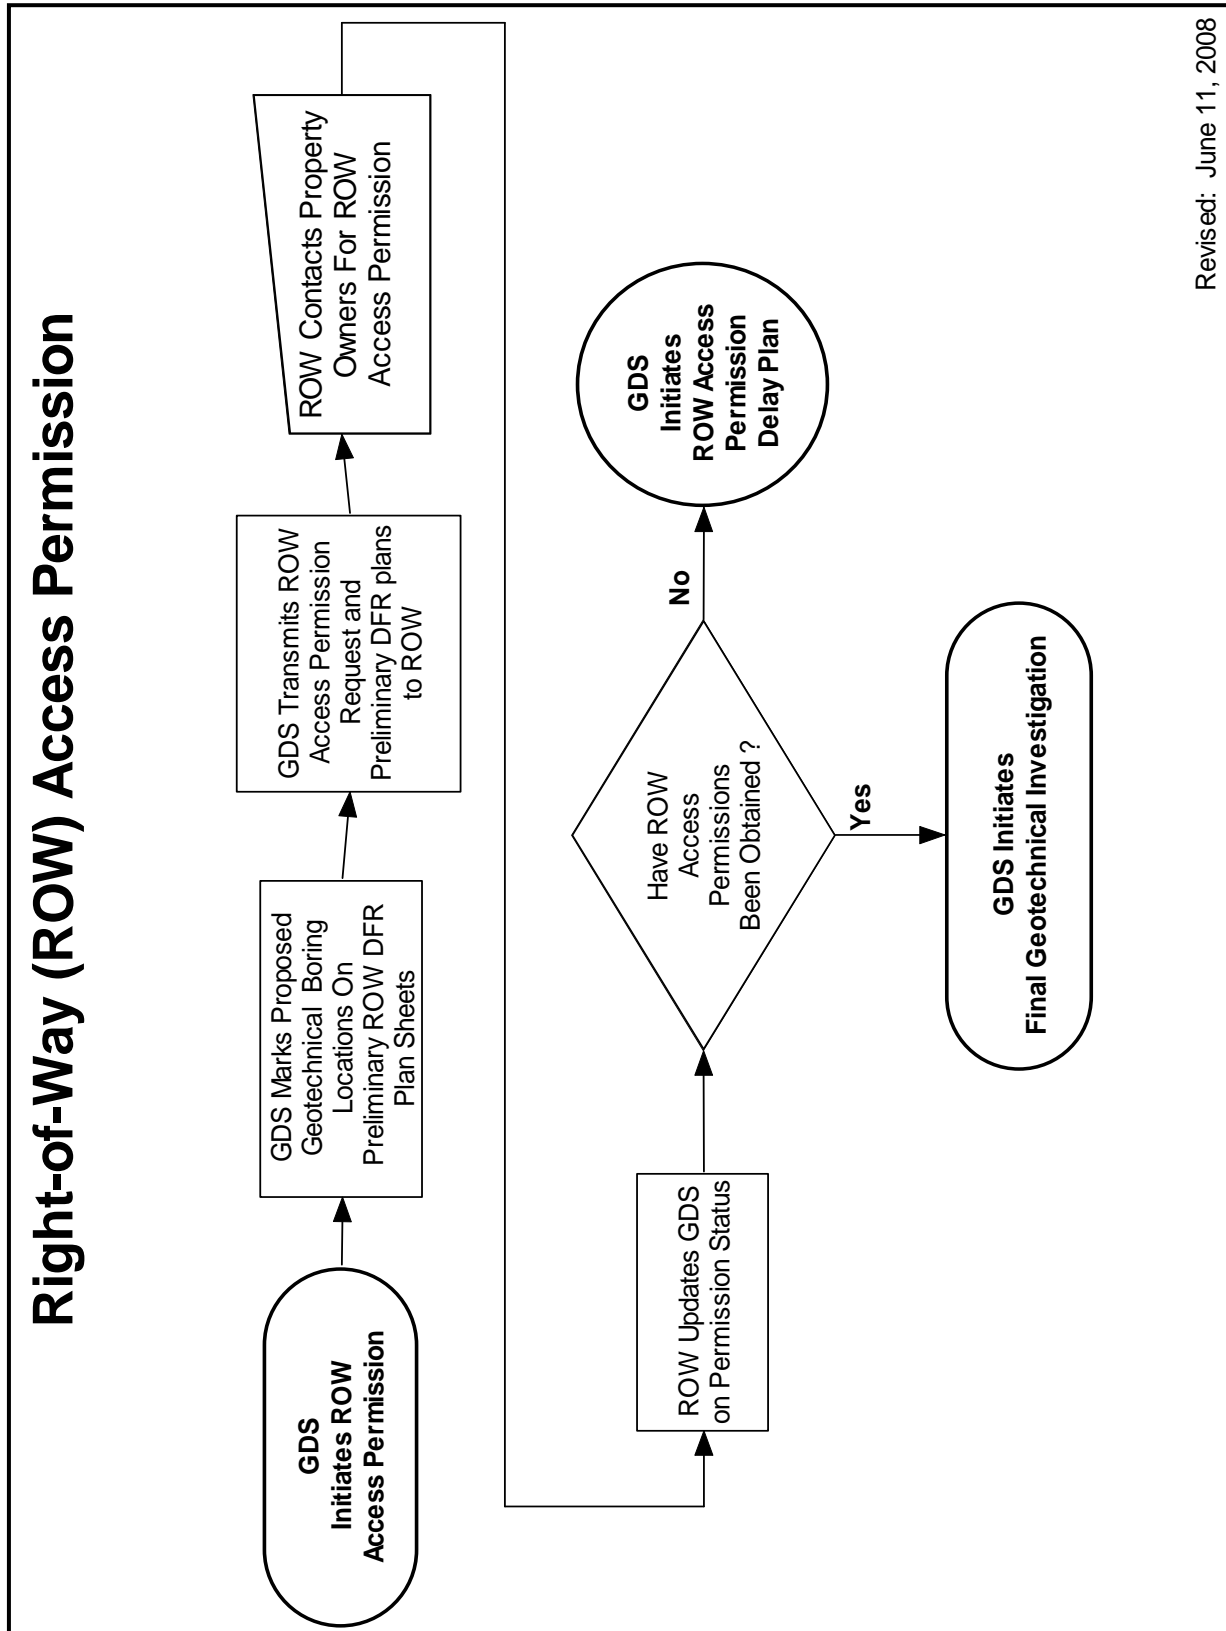 Right-of-Way (ROW) Access Permission
GDS
Initiates ROW
Access Permission
GDS Marks Proposed
Geotechnical Boring
Locations On
Preliminary ROW DFR
Plan Sheets
GDS Transmits ROW
Access Permission
Request and
Preliminary DFR plans
to ROW
ROW Contacts Property
Owners For ROW
Access Permission
ROW Updates GDS
on Permission Status
Have ROW
Access
Permissions
Been Obtained ?
No
GDS
Initiates
ROW Access
Permission
Delay Plan
Yes
GDS Initiates
Final Geotechnical Investigation
Revised: June 11, 2008